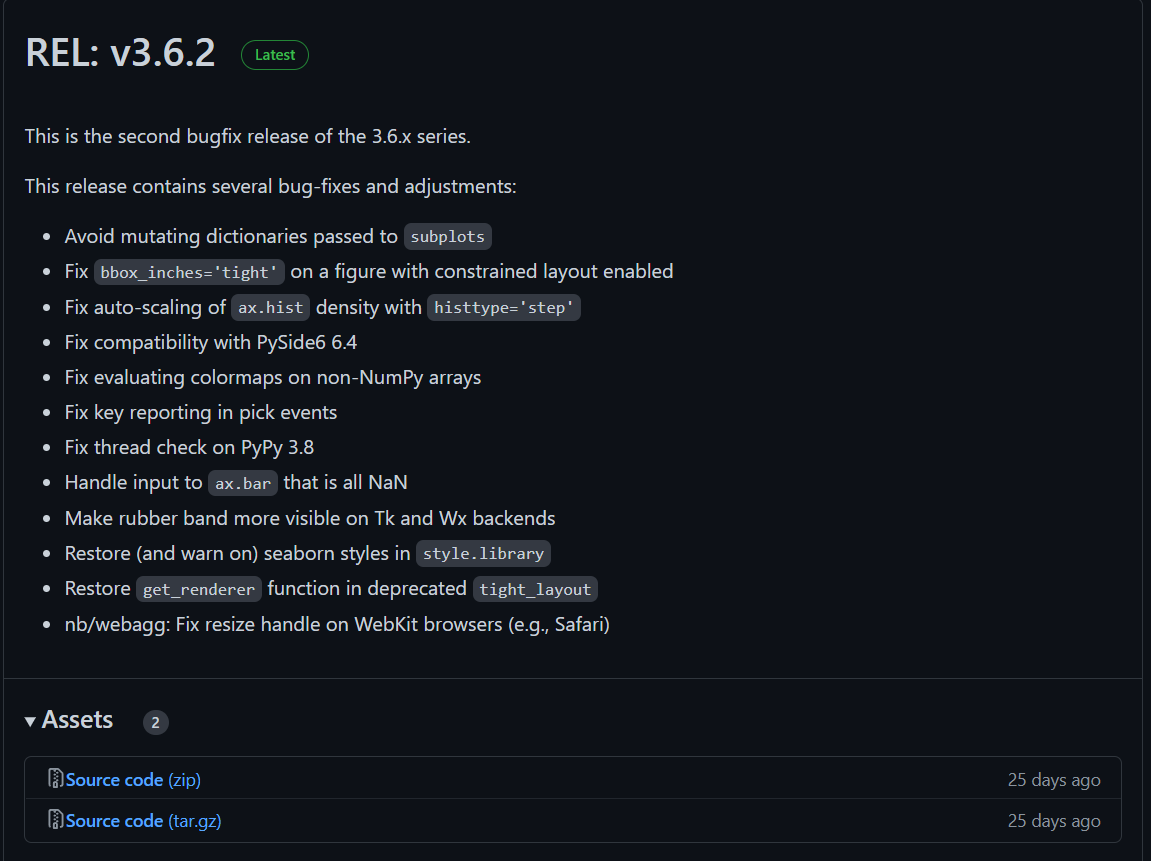 REL: v3.6.2 Latest
This is the second bugfix release of the 3.6.x series.
This release contains several bug-fixes and adjustments:
Avoid mutating dictionaries passed to subplots
Fix bbox_inches='tight' on a figure with constrained layout enabled
Fix auto-scaling of ax.hist density with histtype='step'
Fix compatibility with PySide6 6.4
Fix evaluating colormaps on non-NumPy arrays
Fix key reporting in pick events
Fix thread check on PyPy 3.8
Handle input to ax.bar that is all NaN
Make rubber band more visible on Tk and Wx backends
Restore (and warn on) seaborn styles in style.library
Restore get_renderer function in deprecated tight_layout
nb/webagg: Fix resize handle on WebKit browsers (e.g., Safari)
Assets 2
Source code (zip) 25 days ago
Source code (tar.gz) 25 days ago